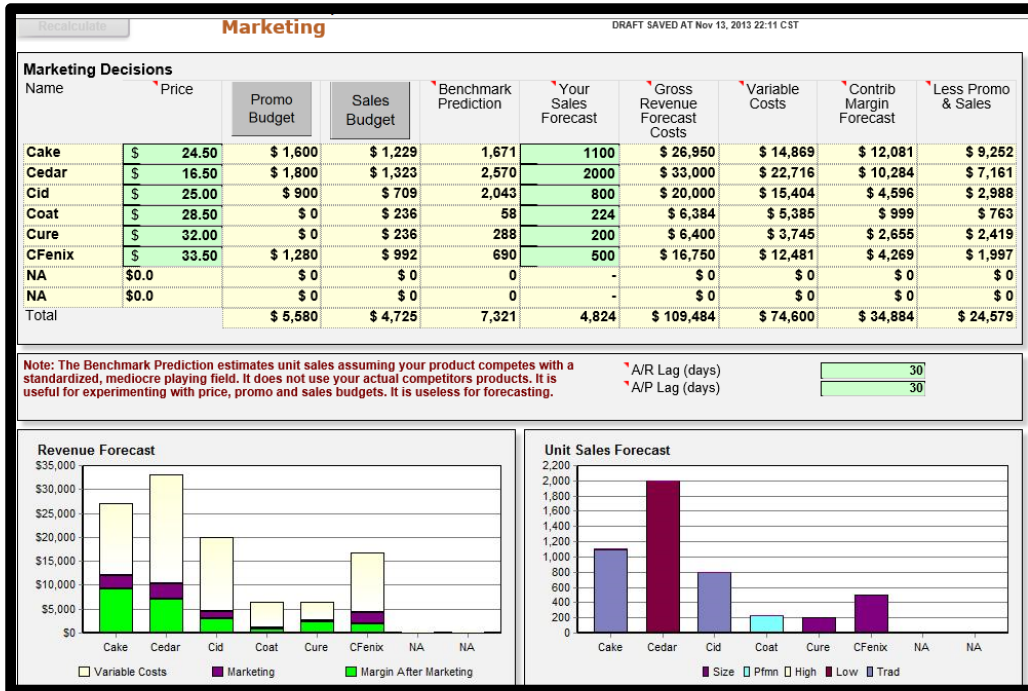 Recalculate Marketing DRAFT SAVED AT Nov 13, 2013 22:11 CST
Marketing Decisions
Name Price Promo Budget Sales Budget Benchmark Prediction Your Sales Forecast Gross Revenue Forecast Costs Variable Costs Contrib Margin Forecast Less Promo & Sales
Cake $ 24.50 $ 1,600 $ 1,229 1,671 1100 $ 26,950 $ 14,869 $ 12,081 $ 9,252
Cedar $ 16.50 $ 1,800 $ 1,323 2,570 2000 $ 33,000 $ 22,716 $ 10,284 $ 7,161
Cid $ 25.00 $ 900 $ 709 2,043 800 $ 20,000 $ 15,404 $ 4,596 $ 2,988
Coat $ 28.50 $ 0 $ 236 58 224 $ 6,384 $ 5,385 $ 999 $ 763
Cure $ 32.00 $ 0 $ 236 288 200 $ 6,400 $ 3,745 $ 2,655 $ 2,419
CFenix $ 33.50 $ 1,280 $ 992 690 500 $ 16,750 $ 12,481 $ 4,269 $ 1,997
NA $0.0 $ 0 $ 0 0 - $ 0 $ 0 $ 0 $ 0
NA $0.0 $ 0 $ 0 0 - $ 0 $ 0 $ 0 $ 0
Total $ 5,580 $ 4,725 7,321 4,824 $ 109,484 $ 74,600 $ 34,884 $ 24,579
Note: The Benchmark Prediction estimates unit sales assuming your product competes with a
standardized, mediocre playing field. It does not use your actual competitors products. It is
useful for experimenting with price, promo and sales budgets. It is useless for forecasting.
A/R Lag (days) 30
A/P Lag (days) 30
Revenue Forecast
$35,000
$30,000
$25,000
$20,000
$15,000
$10,000
$5,000
$0
Cake Cedar Cid Coat Cure CFenix NA NA
Variable Costs Marketing Margin After Marketing
Unit Sales Forecast
2,200
2,000
1,800
1,600
1,400
1,200
1,000
800
600
400
200
0
Cake Cedar Cid Coat Cure CFenix NA NA
Size Pfmn High Low Trad